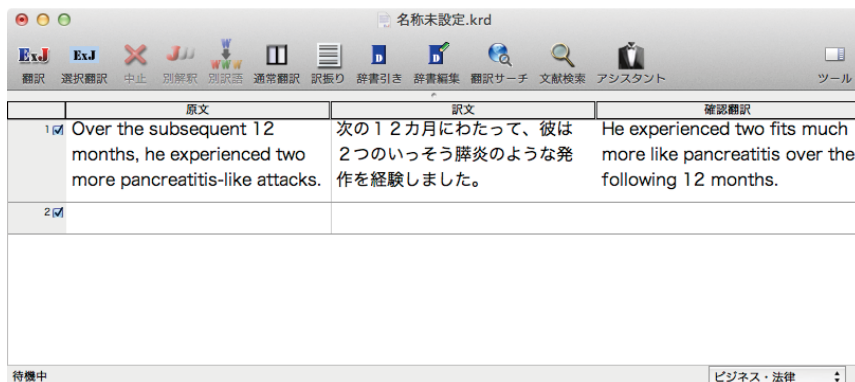 名称未設定.krd
ExJ ExJ J W WWW D D
翻訳 選択翻訳 中止 別解釈 別訳語 通常翻訳 訳振り 辞書引き 辞書編集 翻訳サーチ 文献検索 アシスタント ツール
原文 訳文 確認翻訳
1 Over the subsequent 12 次の12カ月にわたって、彼は He experienced two fits much
months, he experienced two 2つのいっそう膵炎のような発 more like pancreatitis over the
more pancreatitis-like attacks. 作を経験しました。 following 12 months.
2
待機中 ビジネス・法律